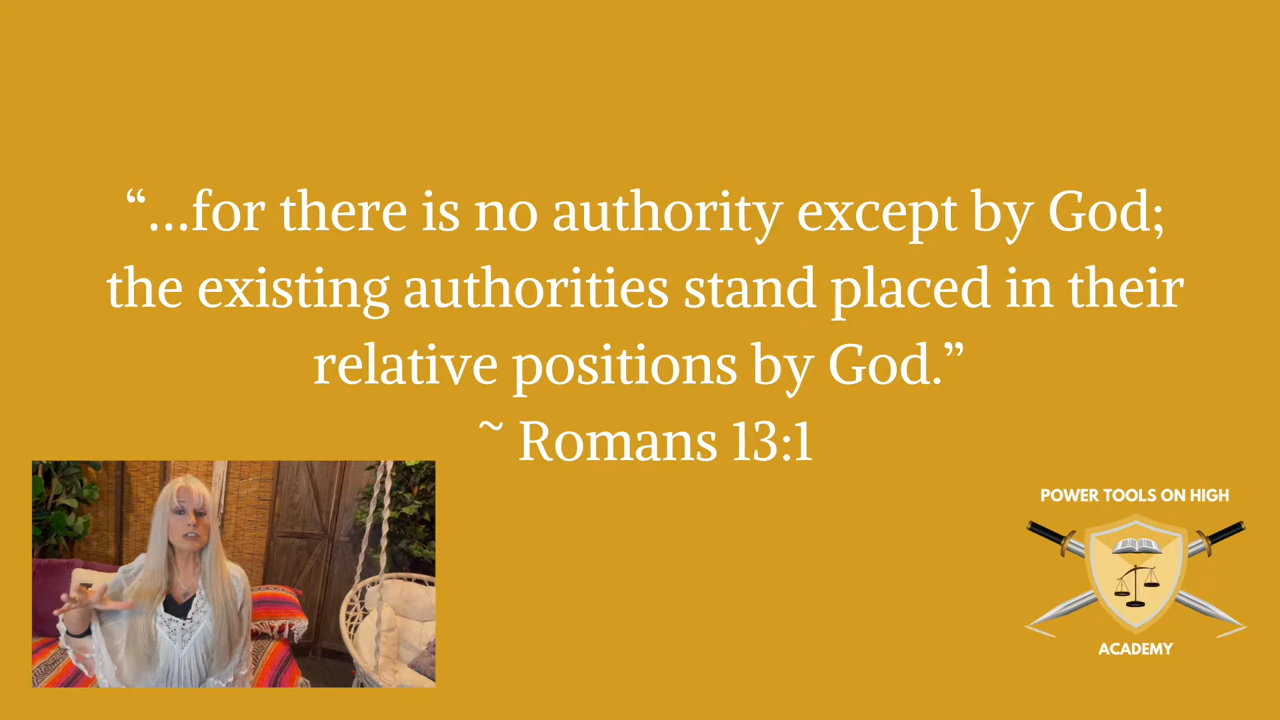 “...for there is no authority except by God;
the existing authorities stand placed in their
relative positions by God.”
~ Romans 13:1
POWER TOOLS ON HIGH
ACADEMY